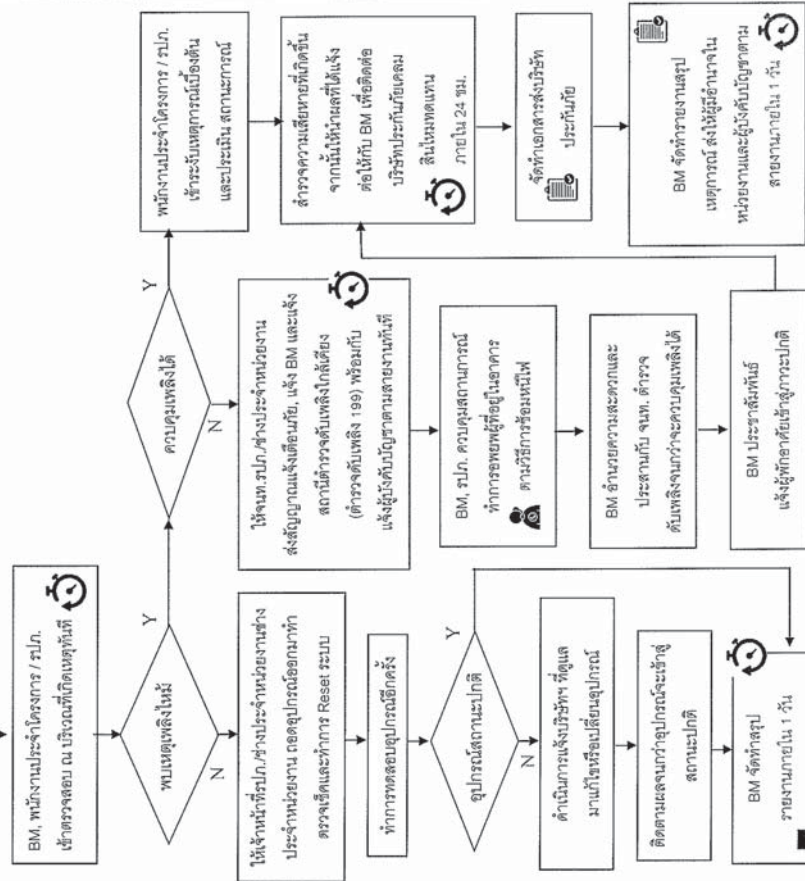 BM, พนักงานประจำโครงการ / รปภ.
เข้าตรวจสอบ ณ บริเวณที่เกิดเหตุทันที
พบเหตุเพลิงไหม้
Y
N
ให้เจ้าหน้าที่รปภ./ช่างประจำหน่วยงานช่าง
ประจำหน่วยงาน ถอดอุปกรณ์ออกมาทำ
ตรวจเช็คและทำการ Reset ระบบ
ทำการทดสอบอุปกรณ์อีกครั้ง
อุปกรณ์สถานะปกติ
Y
N
ดำเนินการแจ้งบริษัทฯ ที่ดูแล
มาแก้ไขหรือเปลี่ยนอุปกรณ์
ติดตามผลจนกว่าอุปกรณ์จะเข้าสู่
สถานะปกติ
BM จัดทำสรุป
รายงานภายใน 1 วัน
ควบคุมเพลิงได้
Y
N
ให้จนท.รปภ./ช่างประจำหน่วยงาน
ส่งสัญญาณแจ้งเตือนภัย, แจ้ง BM และแจ้ง
สถานีตำรวจดับเพลิงใกล้เคียง
(ตำรวจดับเพลิง 199) พร้อมกับ
แจ้งผู้บังคับบัญชาตามสายงานทันที
BM, รปภ. ควบคุมสถานการณ์
ทำการอพยพผู้ที่อยู่ในอาคาร
ตามวิธีการซ้อมหนีไฟ
BM อำนวยความสะดวกและ
ประสานกับ จนท. ตำรวจ
ดับเพลิงจนกว่าจะควบคุมเพลิงได้
BM ประชาสัมพันธ์
แจ้งผู้พักอาศัยเข้าสู่ภาวะปกติ
พนักงานประจำโครงการ / รปภ.
เข้าระงับเหตุการณ์เบื้องต้น
และประเมิน สถานะการณ์
สำรวจความเสียหายที่เกิดขึ้น
จากนั้นให้นำผลที่ได้แจ้ง
ต่อให้กับ BM เพื่อติดต่อ
บริษัทประกันภัยเคลม
สินไหมทดแทน
ภายใน 24 ชม.
จัดทำเอกสารส่งบริษัท
ประกันภัย
BM จัดทำรายงานสรุป
เหตุการณ์ ส่งให้ผู้มีอำนาจใน
หน่วยงานและผู้บังคับบัญชาตาม
สายงานภายใน 1 วัน